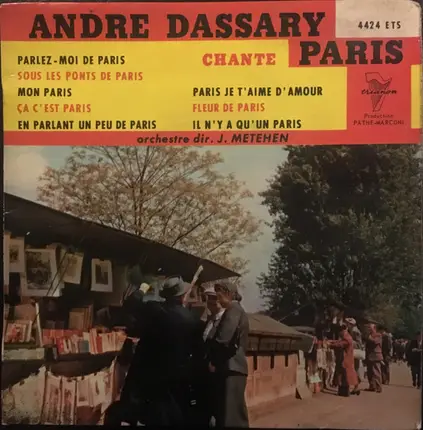 ANDRE DASSARY
4424 ETS
CHANTE PARIS
PARLEZ-MOI DE PARIS
SOUS LES PONTS DE PARIS
MON PARIS
ÇA C'EST PARIS
EN PARLANT UN PEU DE PARIS
PARIS JE T'AIME D'AMOUR
FLEUR DE PARIS
IL N'Y A QU'UN PARIS
trianon
Production
PATHÉ-MARCONI
orchestre dir. J. METEHEN